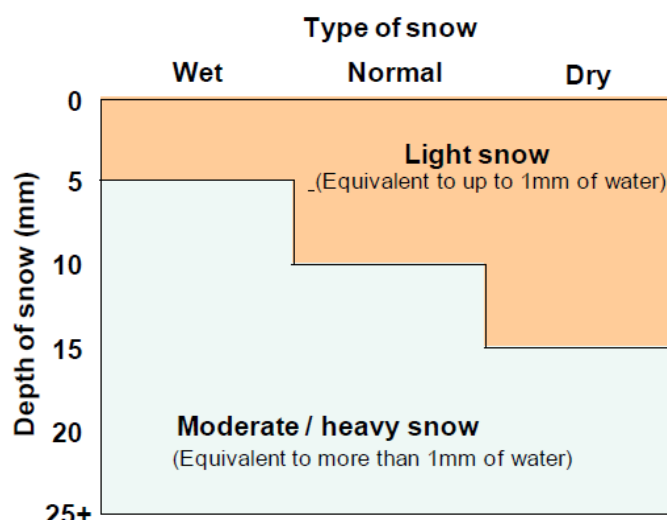 Type of snow
Wet Normal Dry
0
Light snow
(Equivalent to up to 1mm of water)
5
Depth of snow (mm)
10
15
Moderate / heavy snow
20
(Equivalent to more than 1mm of water)
25+